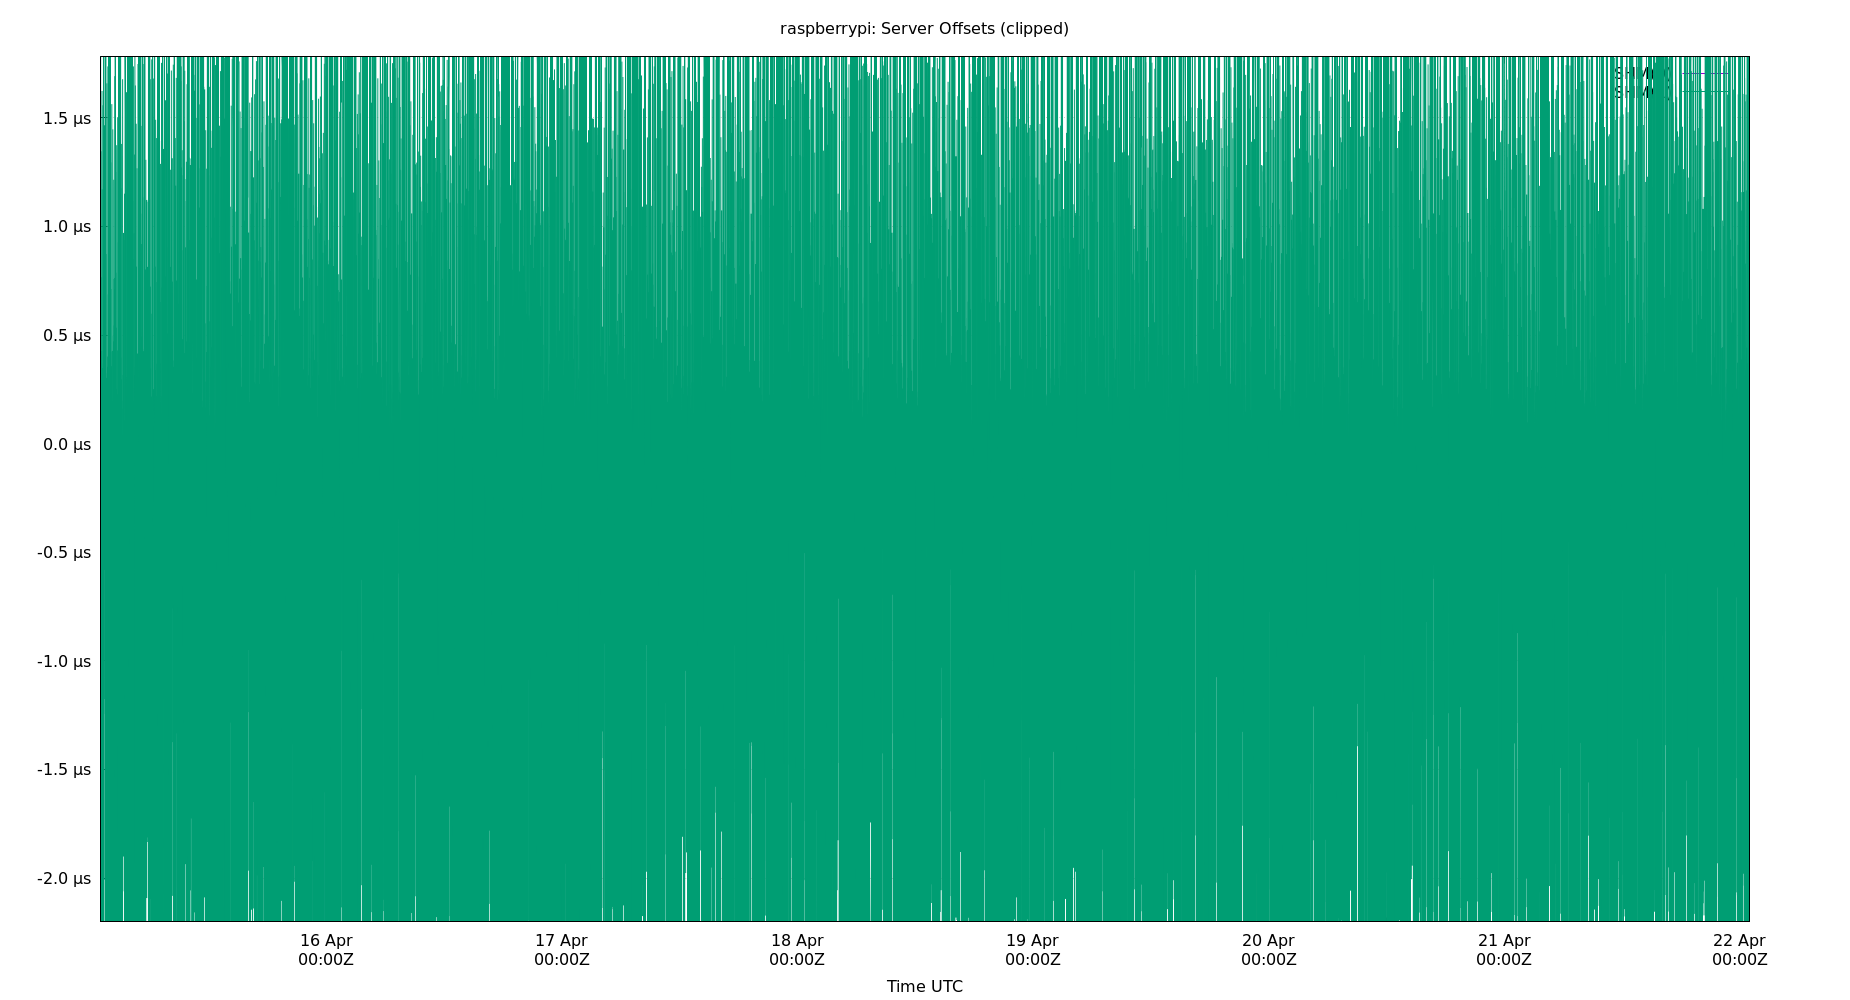 raspberrypi: Server Offsets (clipped)
1.5 µs
1.0 µs
0.5 µs
0.0 µs
-0.5 µs
-1.0 µs
-1.5 µs
-2.0 µs
16 Apr
00:00Z
17 Apr
00:00Z
18 Apr
00:00Z
19 Apr
00:00Z
20 Apr
00:00Z
21 Apr
00:00Z
22 Apr
00:00Z
Time UTC